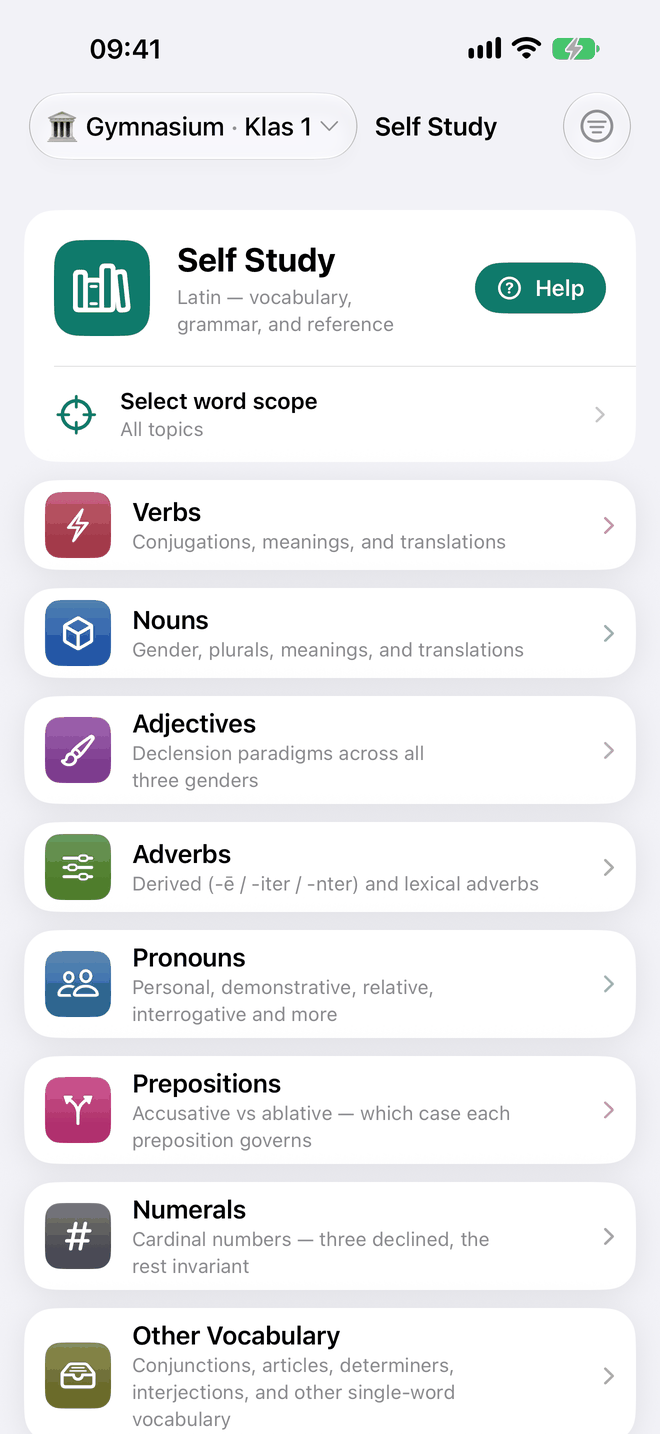 09:41
Gymnasium · Klas 1
Self Study
Self Study
Latin — vocabulary,
grammar, and reference
Help
Select word scope
All topics
Verbs
Conjugations, meanings, and translations
Nouns
Gender, plurals, meanings, and translations
Adjectives
Declension paradigms across all
three genders
Adverbs
Derived (-ē / -iter / -nter) and lexical adverbs
Pronouns
Personal, demonstrative, relative,
interrogative and more
Prepositions
Accusative vs ablative — which case each
preposition governs
Numerals
Cardinal numbers — three declined, the
rest invariant
Other Vocabulary
Conjunctions, articles, determiners,
interjections, and other single-word
vocabulary